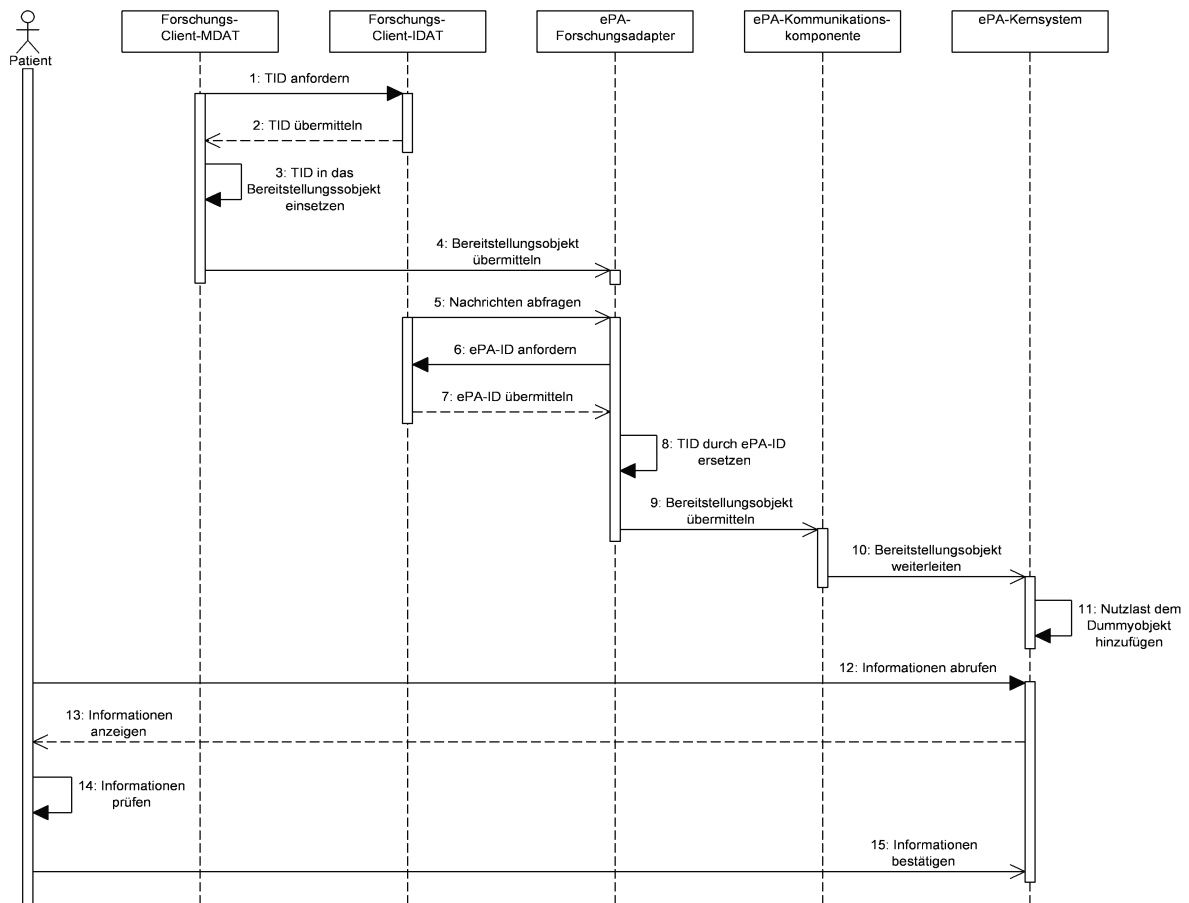 Patient
Forschungs-
Client-MDAT
Forschungs-
Client-IDAT
ePA-
Forschungsadapter
ePA-Kommunikations-
komponente
ePA-Kernsystem
1: TID anfordern
2: TID übermitteln
3: TID in das
Bereitstellungssobjekt
einsetzen
4: Bereitstellungsobjekt
übermitteln
5: Nachrichten abfragen
6: ePA-ID anfordern
7: ePA-ID übermitteln
8: TID durch ePA-ID
ersetzen
9: Bereitstellungsobjekt
übermitteln
10: Bereitstellungsobjekt
weiterleiten
11: Nutzlast dem
Dummyobjekt
hinzufügen
12: Informationen abrufen
13: Informationen
anzeigen
14: Informationen
prüfen
15: Informationen
bestätigen